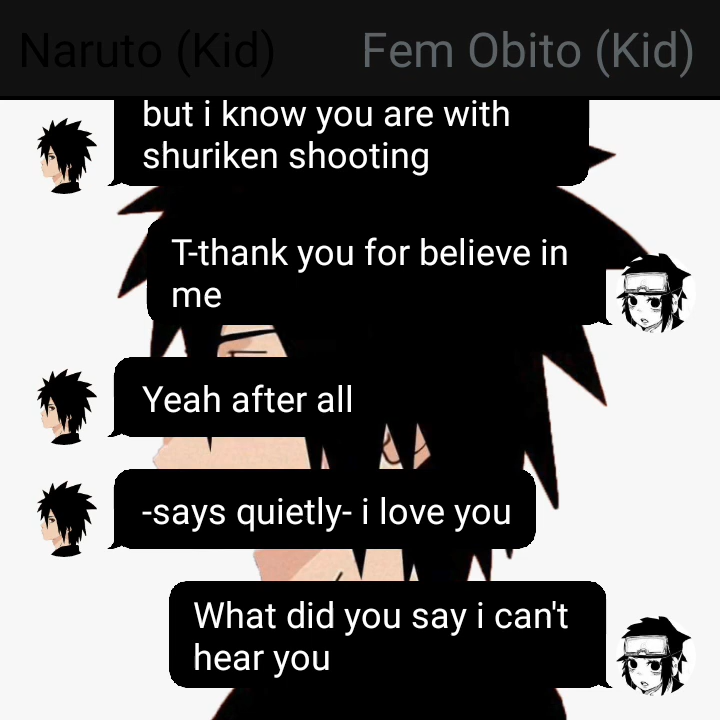 Naruto (Kid) Fem Obito (Kid)
but i know you are with
shuriken shooting
T-thank you for believe in
me
Yeah after all
-says quietly- i love you
What did you say i can't
hear you